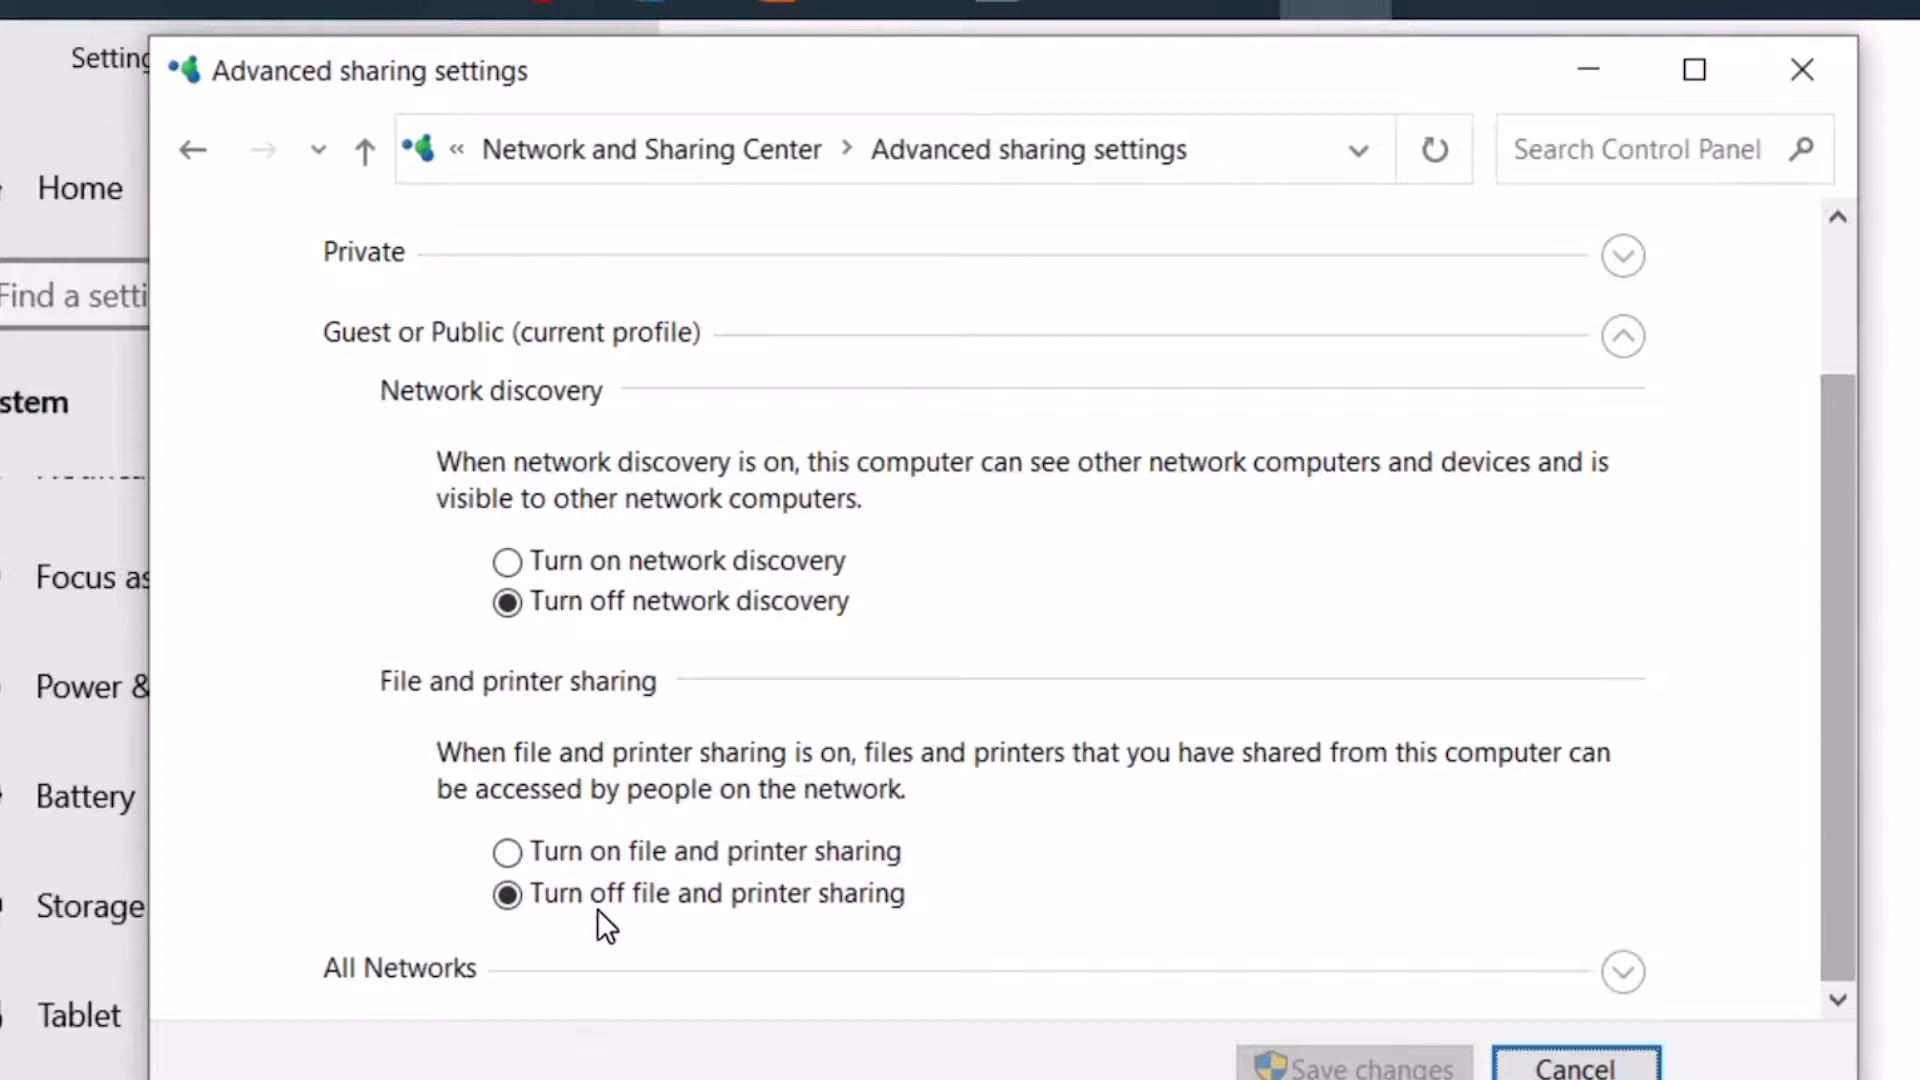 Setting
Advanced sharing settings
« Network and Sharing Center > Advanced sharing settings
Search Control Panel
Home
Private
Find a setti
Guest or Public (current profile)
Network discovery
stem
When network discovery is on, this computer can see other network computers and devices and is
visible to other network computers.
Turn on network discovery
Focus as
Turn off network discovery
File and printer sharing
Power &
When file and printer sharing is on, files and printers that you have shared from this computer can
be accessed by people on the network.
Battery
Turn on file and printer sharing
Turn off file and printer sharing
Storage
All Networks
Tablet
Save changes
Cancel